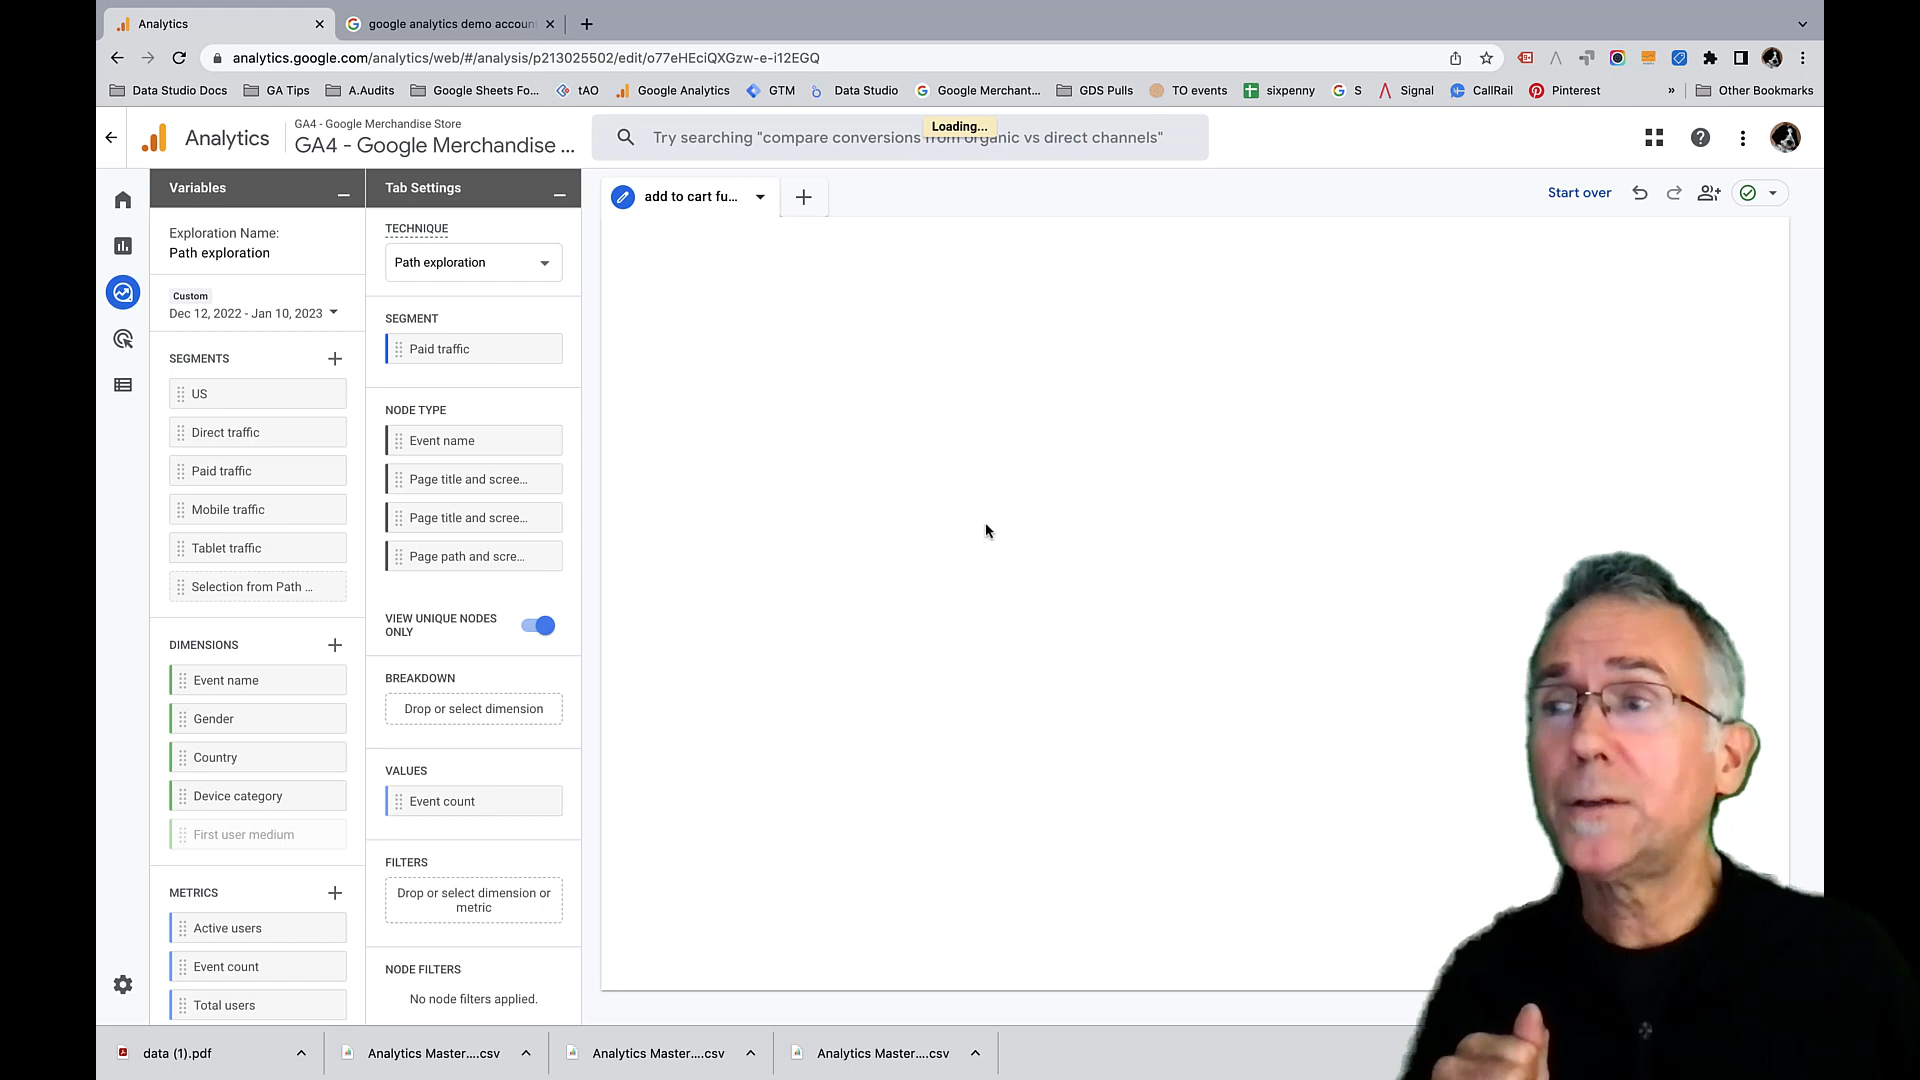 Analytics
google analytics demo accoun
analytics.google.com/analytics/web/#/analysis/p213025502/edit/o77eHEciQXGzw-e-i12EGQ
Data Studio Docs
GA Tips
A.Audits
Google Sheets Fo...
tAO
Google Analytics
GTM
Data Studio
Google Merchant...
GDS Pulls
TO events
sixpenny
S
Signal
CallRail
Pinterest
»
Other Bookmarks
Analytics
GA4 - Google Merchandise Store
GA4 - Google Merchandise ...
Loading...
Try searching "compare conversions from organic vs direct channels"
Variables
Exploration Name:
Path exploration
Custom
Dec 12, 2022 - Jan 10, 2023
SEGMENTS
US
Direct traffic
Paid traffic
Mobile traffic
Tablet traffic
Selection from Path ...
DIMENSIONS
Event name
Gender
Country
Device category
First user medium
METRICS
Active users
Event count
Total users
Tab Settings
TECHNIQUE
Path exploration
SEGMENT
Paid traffic
NODE TYPE
Event name
Page title and scree...
Page title and scree...
Page path and scre...
VIEW UNIQUE NODES
ONLY
BREAKDOWN
Drop or select dimension
VALUES
Event count
FILTERS
Drop or select dimension or
metric
NODE FILTERS
No node filters applied.
add to cart fu...
Start over
data (1).pdf
Analytics Master....csv
Analytics Master....csv
Analytics Master....csv